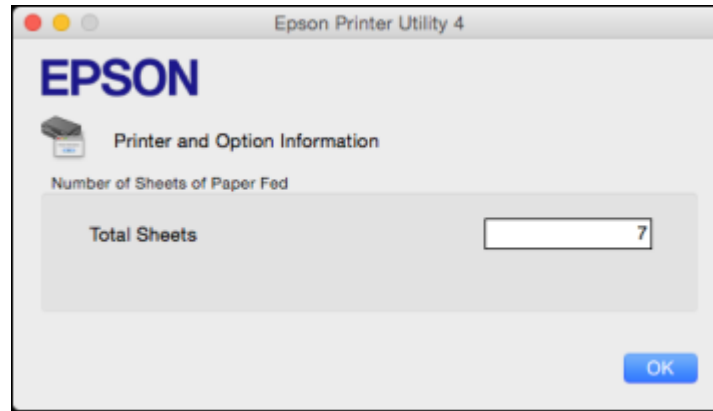 Epson Printer Utility 4
EPSON
Printer and Option Information
Number of Sheets of Paper Fed
Total Sheets 7
OK